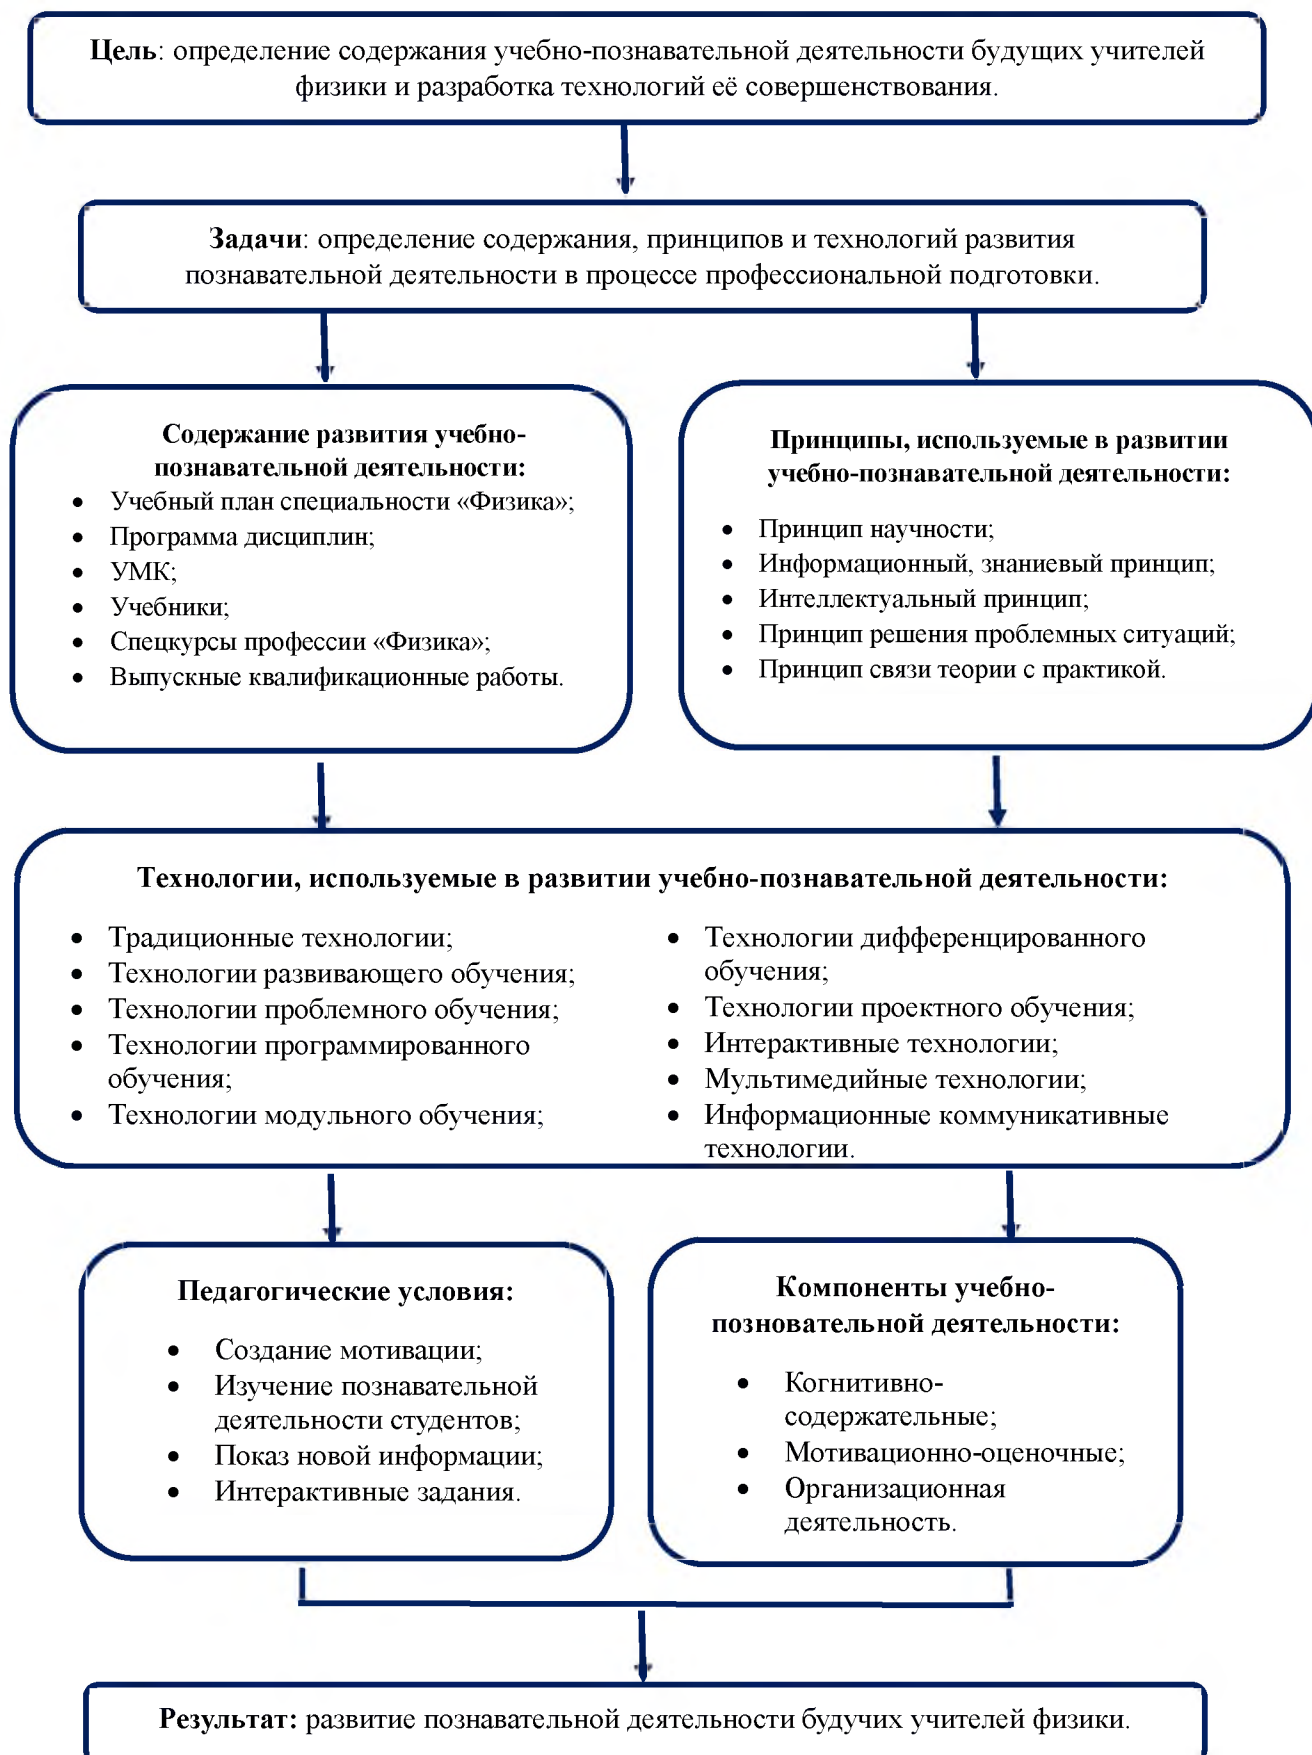 Цель: определение содержания учебно-познавательной деятельности будущих учителей
физики и разработка технологий её совершенствования.
Задачи: определение содержания, принципов и технологий развития
познавательной деятельности в процессе профессиональной подготовки.
Содержание развития учебно-
познавательной деятельности:
• Учебный план специальности «Физика»;
• Программа дисциплин;
• УМК;
• Учебники;
• Спецкурсы профессии «Физика»;
• Выпускные квалификационные работы.
Принципы, используемые в развитии
учебно-познавательной деятельности:
• Принцип научности;
• Информационный, знаниевый принцип;
• Интеллектуальный принцип;
• Принцип решения проблемных ситуаций;
• Принцип связи теории с практикой.
Технологии, используемые в развитии учебно-познавательной деятельности:
• Традиционные технологии;
• Технологии развивающего обучения;
• Технологии проблемного обучения;
• Технологии программированного
обучения;
• Технологии модульного обучения;
• Технологии дифференцированного
обучения;
• Технологии проектного обучения;
• Интерактивные технологии;
• Мультимедийные технологии;
• Информационные коммуникативные
технологии.
Педагогические условия:
• Создание мотивации;
• Изучение познавательной
деятельности студентов;
• Показ новой информации;
• Интерактивные задания.
Компоненты учебно-
позновательной деятельности:
• Когнитивно-
содержательные;
• Мотивационно-оценочные;
• Организационная
деятельность.
Результат: развитие познавательной деятельности будучих учителей физики.